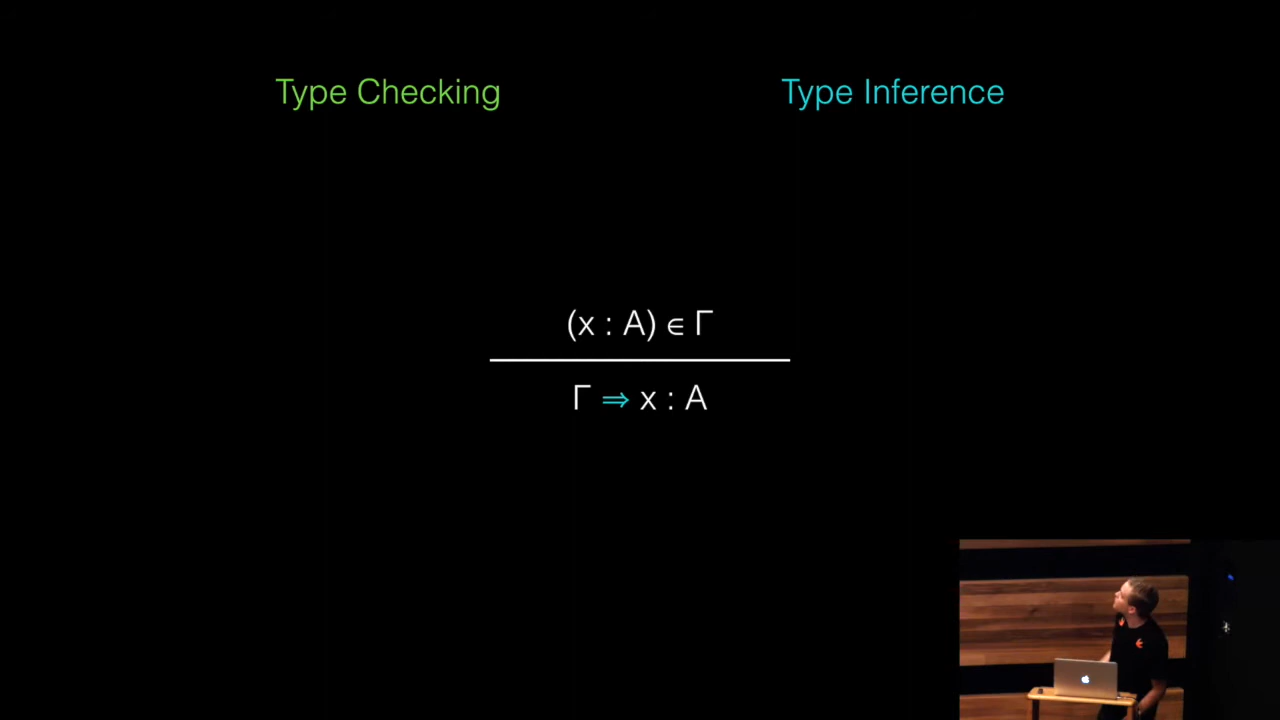 Type Checking
Type Inference
(x : A) ∈ Γ
Γ ⇒ x : A